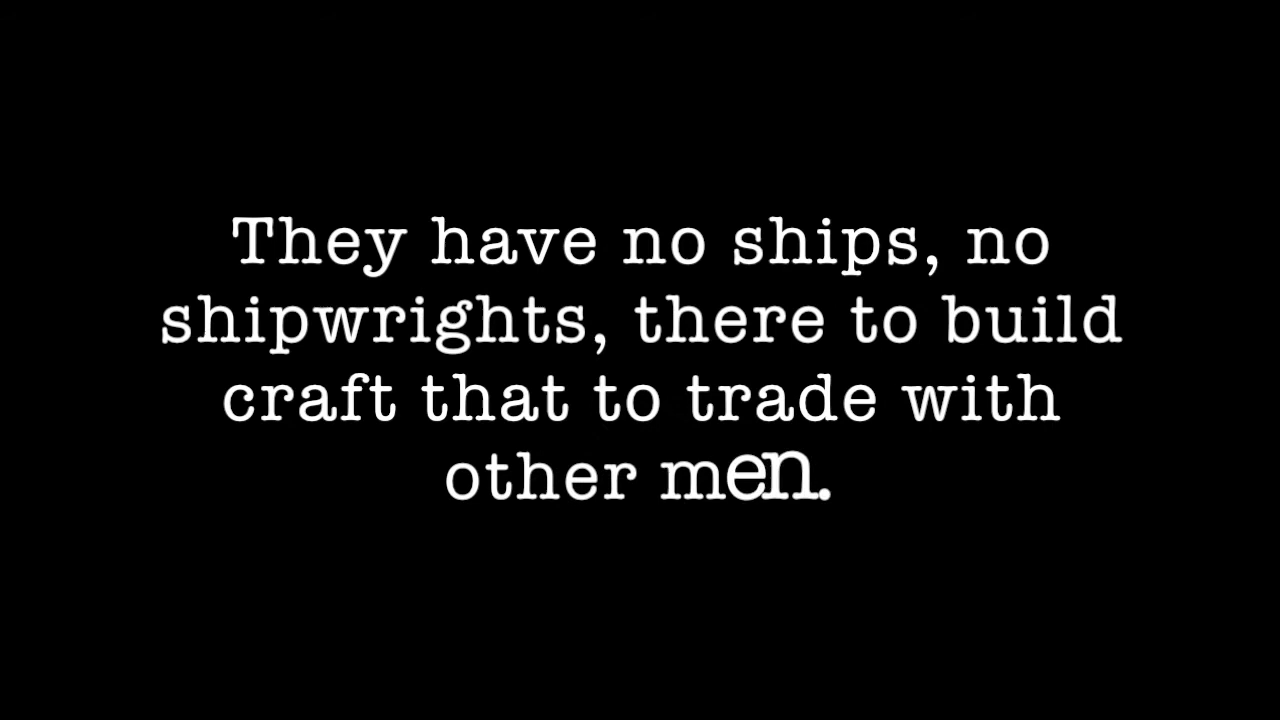 They have no ships, no
shipwrights, there to build
craft that to trade with
other men.